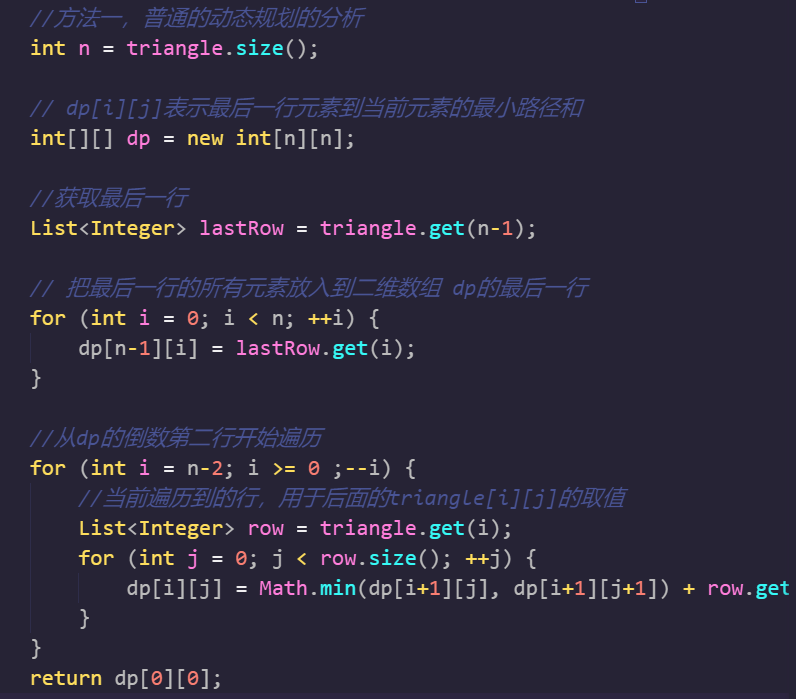 //方法一，普通的动态规划的分析
int n = triangle.size();
// dp[i][j]表示最后一行元素到当前元素的最小路径和
int[][] dp = new int[n][n];
//获取最后一行
List<Integer> lastRow = triangle.get(n-1);
// 把最后一行的所有元素放入到二维数组 dp的最后一行
for (int i = 0; i < n; ++i) {
    dp[n-1][i] = lastRow.get(i);
}
//从dp的倒数第二行开始遍历
for (int i = n-2; i >= 0 ;--i) {
    //当前遍历到的行，用于后面的triangle[i][j]的取值
    List<Integer> row = triangle.get(i);
    for (int j = 0; j < row.size(); ++j) {
        dp[i][j] = Math.min(dp[i+1][j], dp[i+1][j+1]) + row.get
    }
}
return dp[0][0];